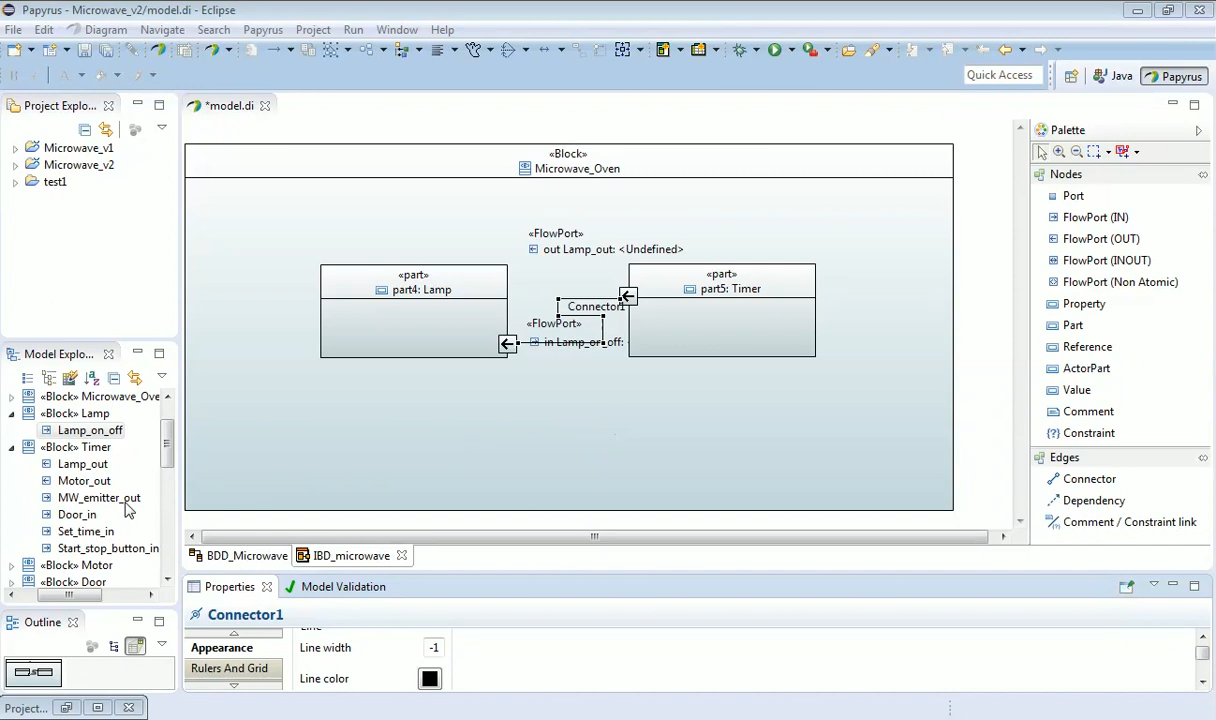 Papyrus - Microwave_v2/model.di - Eclipse
File Edit Diagram Navigate Search Papyrus Project Run Window Help
Quick Access Java Papyrus
Project Explo...
Microwave_v1
Microwave_v2
test1
Model Explo...
«Block» Microwave_Ove
«Block» Lamp
Lamp_on_off
«Block» Timer
Lamp_out
Motor_out
MW_emitter_out
Door_in
Set_time_in
Start_stop_button_in
«Block» Motor
«Block» Door
Outline
Project...
*model.di
«Block»
Microwave_Oven
«FlowPort»
out Lamp_out: <Undefined>
«part»
part4: Lamp
«part»
part5: Timer
Connector1
«FlowPort»
in Lamp_on_off:
BDD_Microwave IBD_microwave
Properties Model Validation
Connector1
Appearance
Rulers And Grid
Line width -1
Line color
Palette
Nodes
Port
FlowPort (IN)
FlowPort (OUT)
FlowPort (INOUT)
FlowPort (Non Atomic)
Property
Part
Reference
ActorPart
Value
Comment
Constraint
Edges
Connector
Dependency
Comment / Constraint link